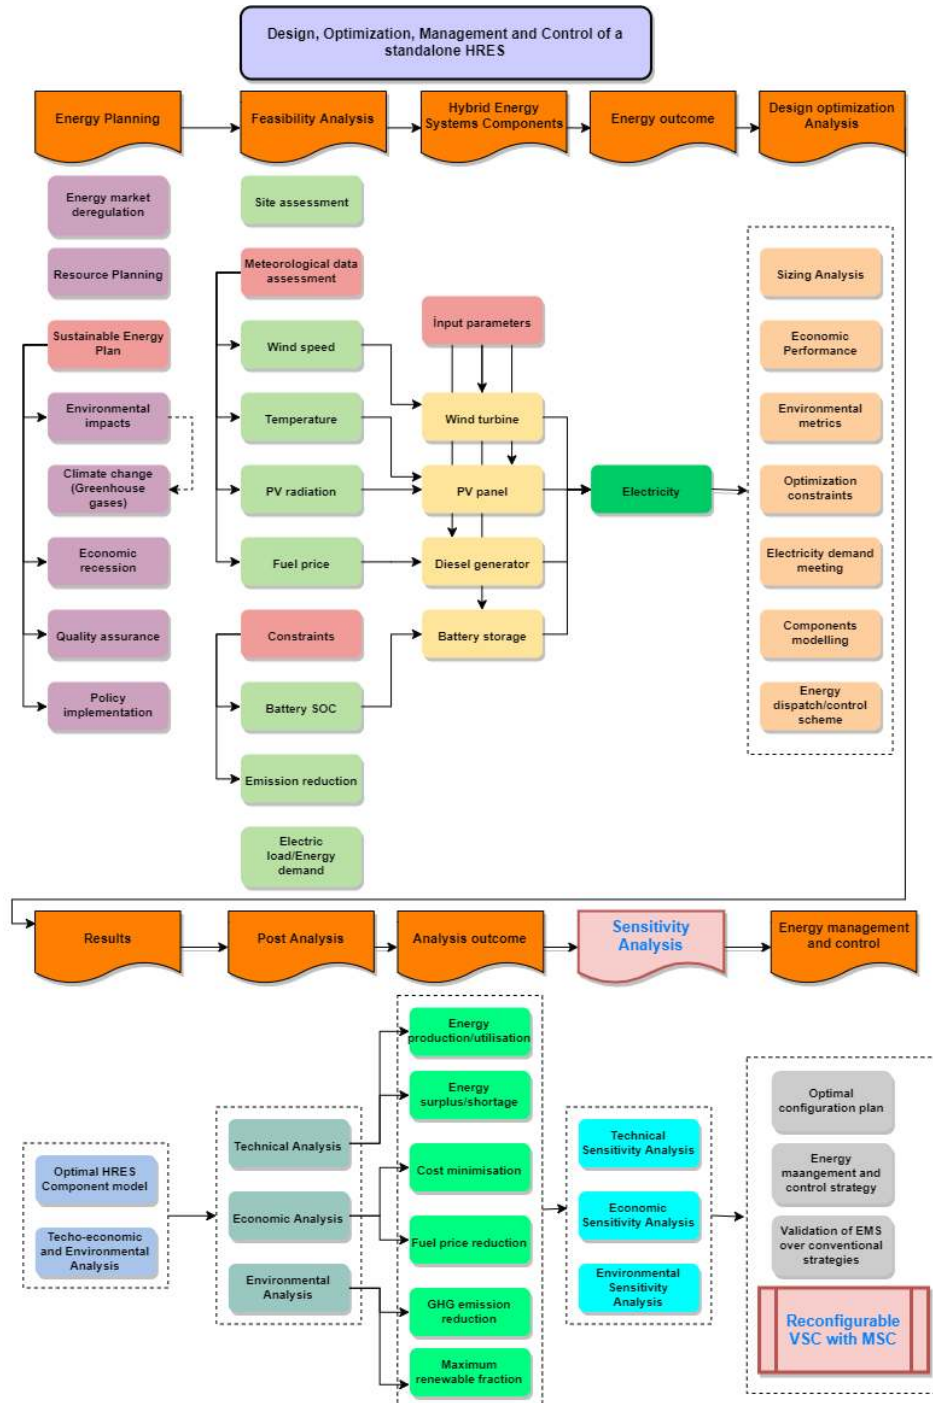 Design, Optimization, Management and Control of a
standalone HRES
Energy Planning
Feasibility Analysis
Hybrid Energy
Systems Components
Energy outcome
Design optimization
Analysis
Energy market
deregulation
Resource Planning
Sustainable Energy
Plan
Environmental
impacts
Climate change
(Greenhouse
gases)
Economic
recession
Quality assurance
Policy
implementation
Site assessment
Meteorological data
assessment
Wind speed
Temperature
PV radiation
Fuel price
Constraints
Battery SOC
Emission reduction
Electric
load/Energy
demand
İnput parameters
Wind turbine
PV panel
Diesel generator
Battery storage
Electricity
Sizing Analysis
Economic
Performance
Environmental
metrics
Optimization
constraints
Electricity demand
meeting
Components
modelling
Energy
dispatch/control
scheme
Results
Post Analysis
Analysis outcome
Sensitivity
Analysis
Energy management
and control
Optimal HRES
Component model
Techo-economic
and Environmental
Analysis
Technical Analysis
Economic Analysis
Environmental
Analysis
Energy
production/utilisation
Energy
surplus/shortage
Cost minimisation
Fuel price reduction
GHG emission
reduction
Maximum
renewable fraction
Technical
Sensitivity Analysis
Economic
Sensitivity Analysis
Environmental
Sensitivity
Analysis
Optimal
configuration plan
Energy
maangement and
control strategy
Validation of EMS
over conventional
strategies
Reconfigurable
VSC with MSC